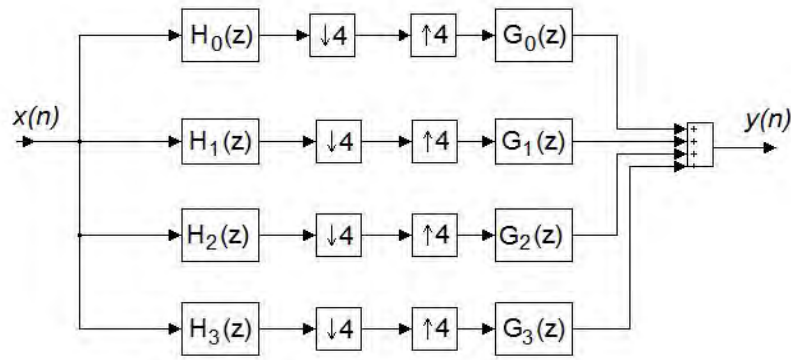 H₀(z) ↓4 ↑4 G₀(z)
x(n) y(n)
H₁(z) ↓4 ↑4 G₁(z)
+
+
+
+
H₂(z) ↓4 ↑4 G₂(z)
H₃(z) ↓4 ↑4 G₃(z)